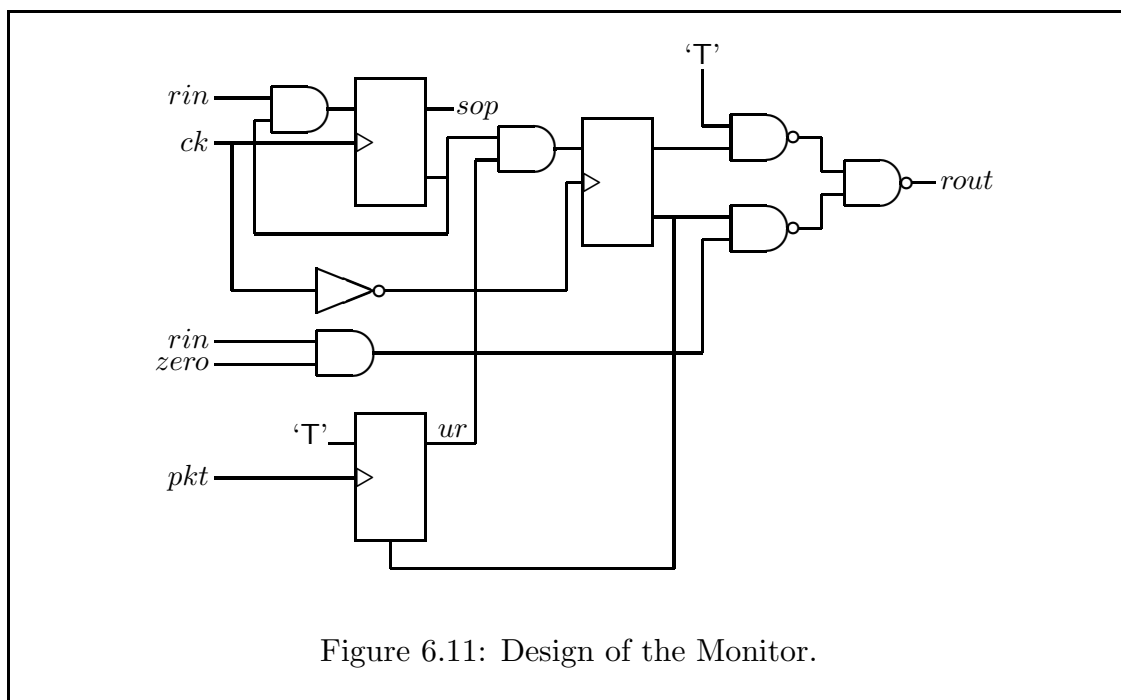 ‘T’
rin
sop
ck
rout
rin
zero
‘T’
ur
pkt
Figure 6.11: Design of the Monitor.